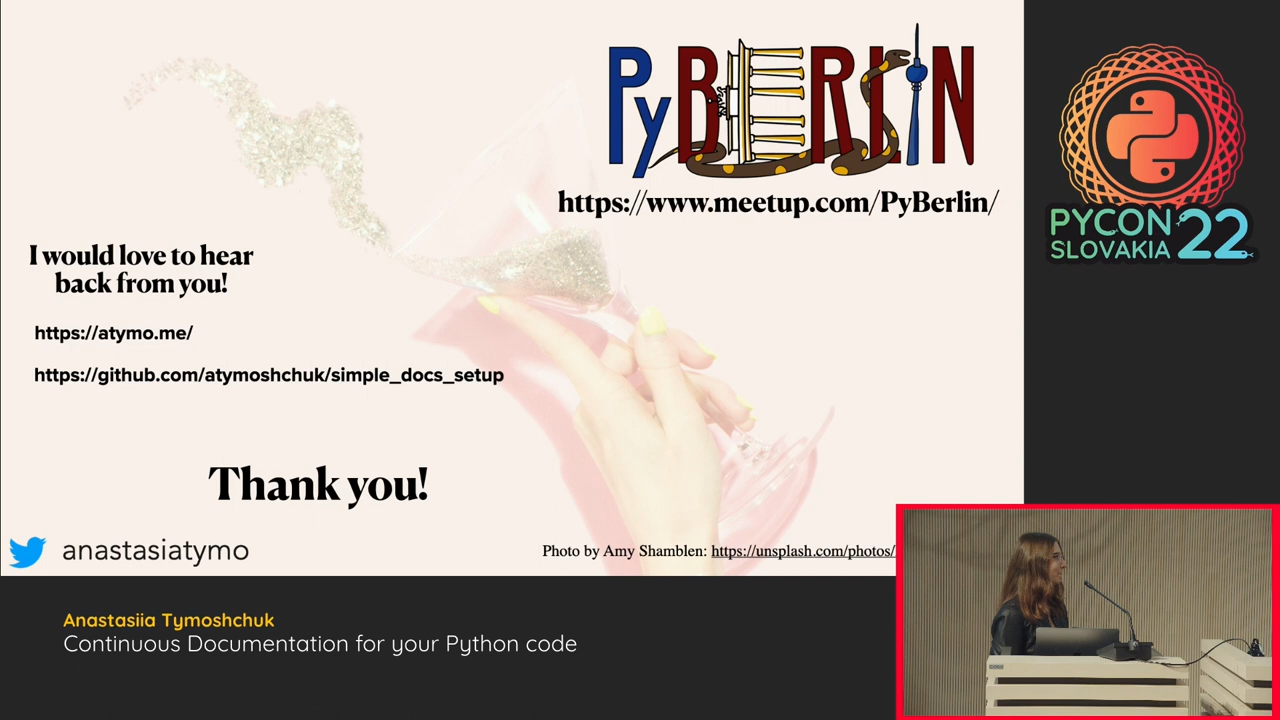 PyBERLIN
https://www.meetup.com/PyBerlin/
I would love to hear
back from you!
https://atymo.me/
https://github.com/atymoshchuk/simple_docs_setup
Thank you!
anastasiatymo
Photo by Amy Shamblen: https://unsplash.com/photos/
PYCON
SLOVAKIA 22
Anastasiia Tymoshchuk
Continuous Documentation for your Python code